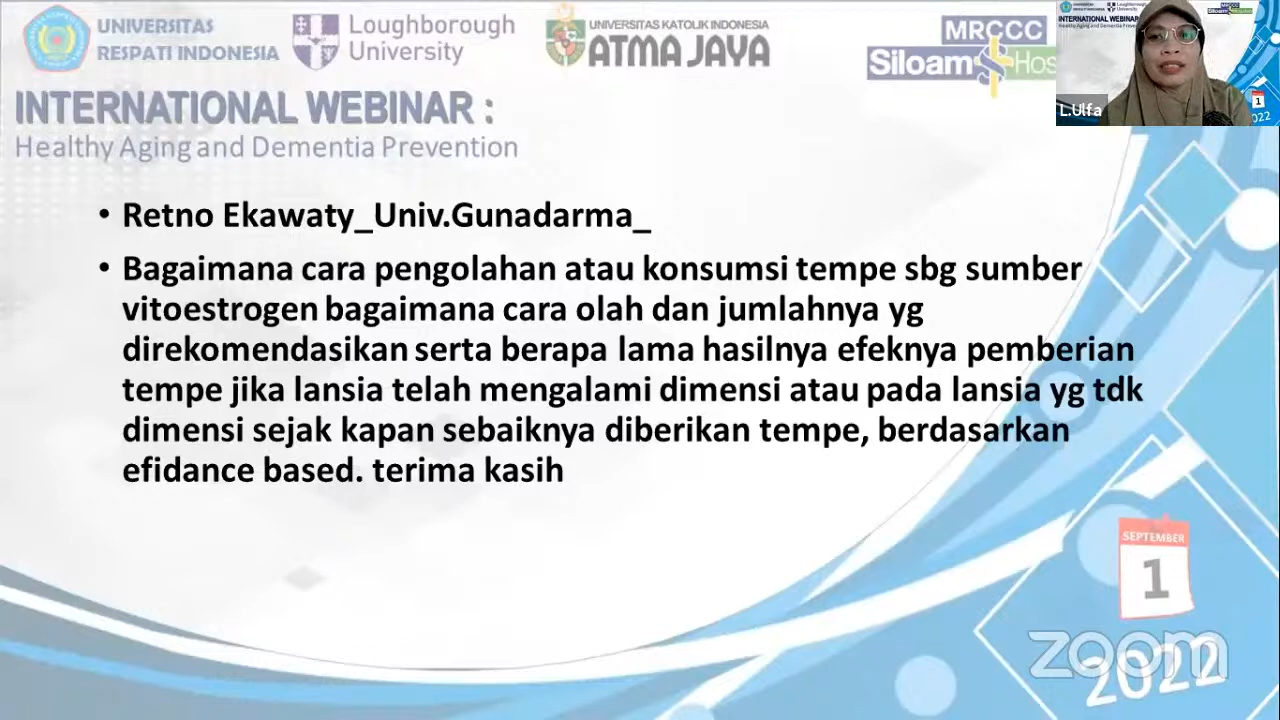 UNIVERSITAS
RESPATI INDONESIA
Loughborough
University
UNIVERSITAS KATOLIK INDONESIA
ATMA JAYA
MRCCC
Siloam Hos
INTERNATIONAL WEBINAR :
Healthy Aging and Dementia Prevention
L.Ulfa
• Retno Ekawaty_Univ.Gunadarma_
• Bagaimana cara pengolahan atau konsumsi tempe sbg sumber
vitoestrogen bagaimana cara olah dan jumlahnya yg
direkomendasikan serta berapa lama hasilnya efeknya pemberian
tempe jika lansia telah mengalami dimensi atau pada lansia yg tdk
dimensi sejak kapan sebaiknya diberikan tempe, berdasarkan
efidance based. terima kasih
SEPTEMBER
1
2022
zoom